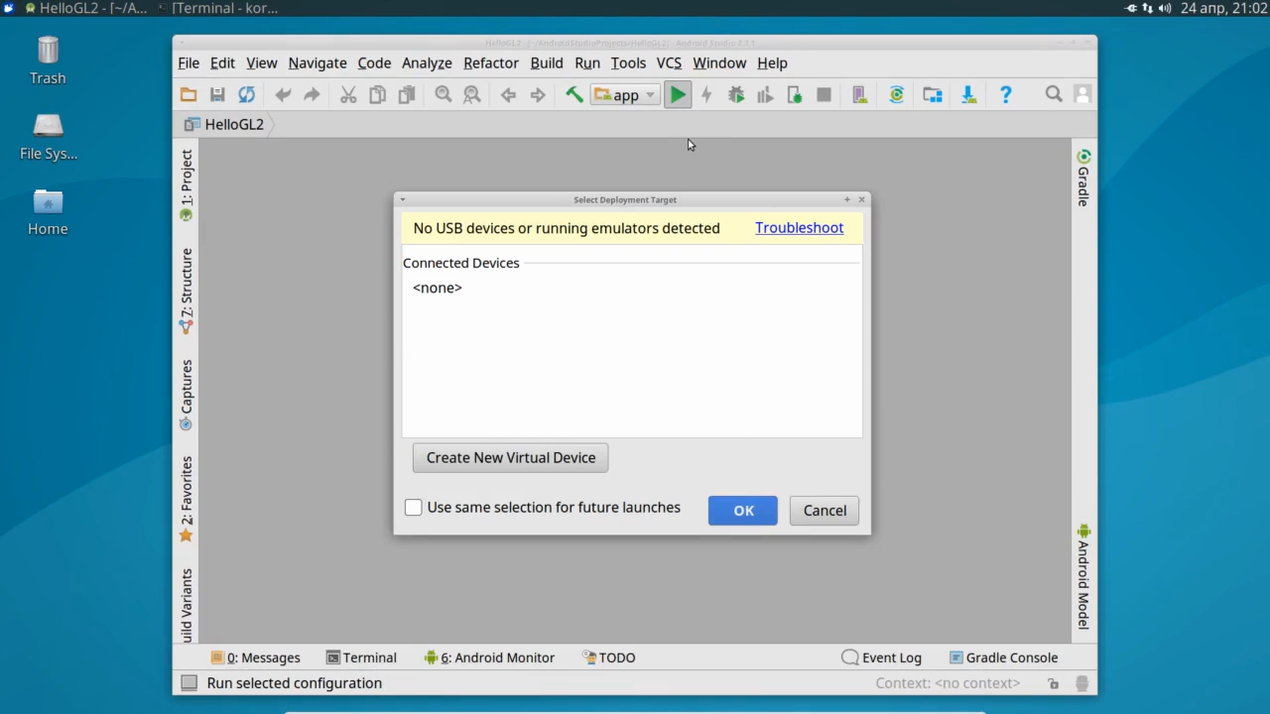 HelloGL2 - [~/A...
[Terminal - kor...
24 апр, 21:02
Trash
File Sys...
Home
HelloGL2 - [~/AndroidStudioProjects/HelloGL2] - Android Studio 2.3.1
File Edit View Navigate Code Analyze Refactor Build Run Tools VCS Window Help
app
HelloGL2
1: Project
7: Structure
Captures
2: Favorites
uild Variants
Select Deployment Target
No USB devices or running emulators detected Troubleshoot
Connected Devices
<none>
Create New Virtual Device
Use same selection for future launches
OK
Cancel
Gradle
Android Model
0: Messages Terminal 6: Android Monitor TODO Event Log Gradle Console
Run selected configuration Context: <no context>